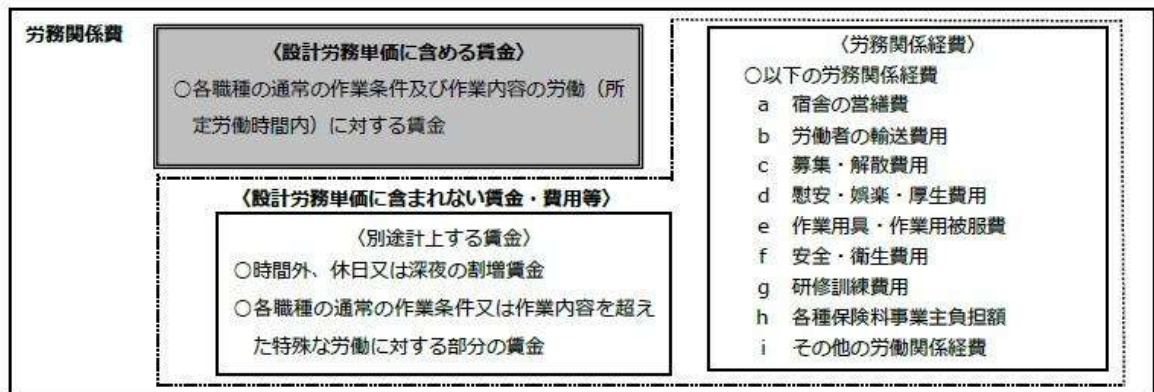 労務関係費
〈設計労務単価に含める賃金〉
○各職種の通常の作業条件及び作業内容の労働（所
定労働時間内）に対する賃金
〈設計労務単価に含まれない賃金・費用等〉
〈別途計上する賃金〉
○時間外、休日又は深夜の割増賃金
○各職種の通常の作業条件又は作業内容を超え
た特殊な労働に対する部分の賃金
〈労務関係経費〉
○以下の労務関係経費
a 宿舎の営繕費
b 労働者の輸送費用
c 募集・解散費用
d 慰安・娯楽・厚生費用
e 作業用具・作業用被服費
f 安全・衛生費用
g 研修訓練費用
h 各種保険料事業主負担額
i その他の労働関係経費